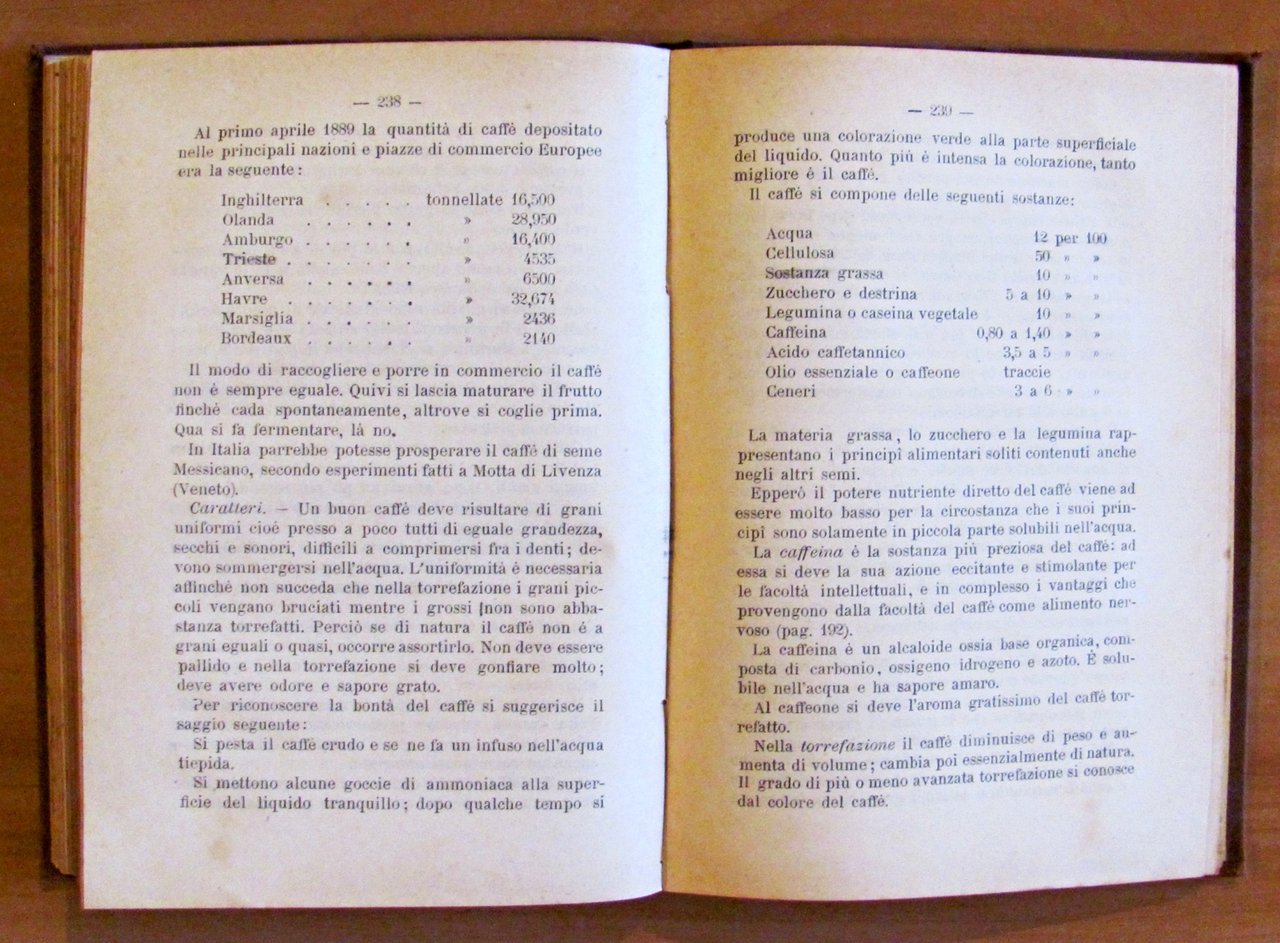 — 238 —
Al primo aprile 1889 la quantità di caffé depositato
nelle principali nazioni e piazze di commercio Europee
era la seguente:
Inghilterra . . . . . tonnellate 16,500
Olanda . . . . . . » 28,950
Amburgo . . . . . . » 16,400
Trieste . . . . . . . » 4535
Anversa . . . . . . » 6500
Havre . . . . . . . » 32,674
Marsiglia . . . . . . » 2436
Bordeaux . . . . . . » 2140
Il modo di raccogliere e porre in commercio il caffé
non é sempre eguale. Quivi si lascia maturare il frutto
finché cada spontaneamente, altrove si coglie prima.
Qua si fa fermentare, là no.
In Italia parrebbe potesse prosperare il caffé di seme
Messicano, secondo esperimenti fatti a Motta di Livenza
(Veneto).
Caratteri. — Un buon caffé deve risultare di grani
uniformi cioé presso a poco tutti di eguale grandezza,
secchi e sonori, difficili a comprimersi fra i denti; de-
vono sommergersi nell'acqua. L'uniformità é necessaria
affinché non succeda che nella torrefazione i grani pic-
coli vengano bruciati mentre i grossi non sono abba-
stanza torrefatti. Perciò se di natura il caffé non é a
grani eguali o quasi, occorre assortirlo. Non deve essere
pallido e nella torrefazione si deve gonfiare molto;
deve avere odore e sapore grato.
Per riconoscere la bontà del caffé si suggerisce il
saggio seguente:
Si pesta il caffé crudo e se ne fa un infuso nell'acqua
tiepida.
Si mettono alcune goccie di ammoniaca alla super-
ficie del liquido tranquillo; dopo qualche tempo si
— 239 —
produce una colorazione verde alla parte superficiale
del liquido. Quanto più é intensa la colorazione, tanto
migliore é il caffé.
Il caffé si compone delle seguenti sostanze:
Acqua 12 per 100
Cellulosa 50 » »
Sostanza grassa 10 » »
Zucchero e destrina 5 a 10 » »
Legumina o caseina vegetale 10 » »
Caffeina 0,80 a 1,40 » »
Acido caffetannico 3,5 a 5 » »
Olio essenziale o caffeone traccie
Ceneri 3 a 6 » »
La materia grassa, lo zucchero e la legumina rap-
presentano i principî alimentari soliti contenuti anche
negli altri semi.
Epperò il potere nutriente diretto del caffé viene ad
essere molto basso per la circostanza che i suoi prin-
cipî sono solamente in piccola parte solubili nell'acqua.
La caffeina é la sostanza più preziosa del caffé: ad
essa si deve la sua azione eccitante e stimolante per
le facoltà intellettuali, e in complesso i vantaggi che
provengono dalla facoltà del caffé come alimento ner-
voso (pag. 192).
La caffeina é un alcaloide ossia base organica, com-
posta di carbonio, ossigeno idrogeno e azoto. É solu-
bile nell'acqua e ha sapore amaro.
Al caffeone si deve l'aroma gratissimo del caffé tor-
refatto.
Nella torrefazione il caffé diminuisce di peso e au-
menta di volume; cambia poi essenzialmente di natura.
Il grado di più o meno avanzata torrefazione si conosce
dal colore del caffé.